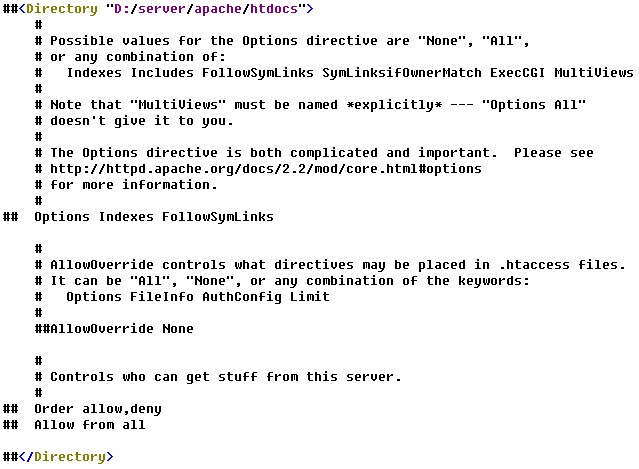 ##<Directory "D:/server/apache/htdocs">
    #
    # Possible values for the Options directive are "None", "All",
    # or any combination of:
    #   Indexes Includes FollowSymLinks SymLinksifOwnerMatch ExecCGI MultiViews
    #
    # Note that "MultiViews" must be named *explicitly* --- "Options All"
    # doesn't give it to you.
    #
    # The Options directive is both complicated and important.  Please see
    # http://httpd.apache.org/docs/2.2/mod/core.html#options
    # for more information.
    #
##  Options Indexes FollowSymLinks
    #
    # AllowOverride controls what directives may be placed in .htaccess files.
    # It can be "All", "None", or any combination of the keywords:
    #   Options FileInfo AuthConfig Limit
    #
    ##AllowOverride None
    #
    # Controls who can get stuff from this server.
    #
##  Order allow,deny
##  Allow from all
##</Directory>